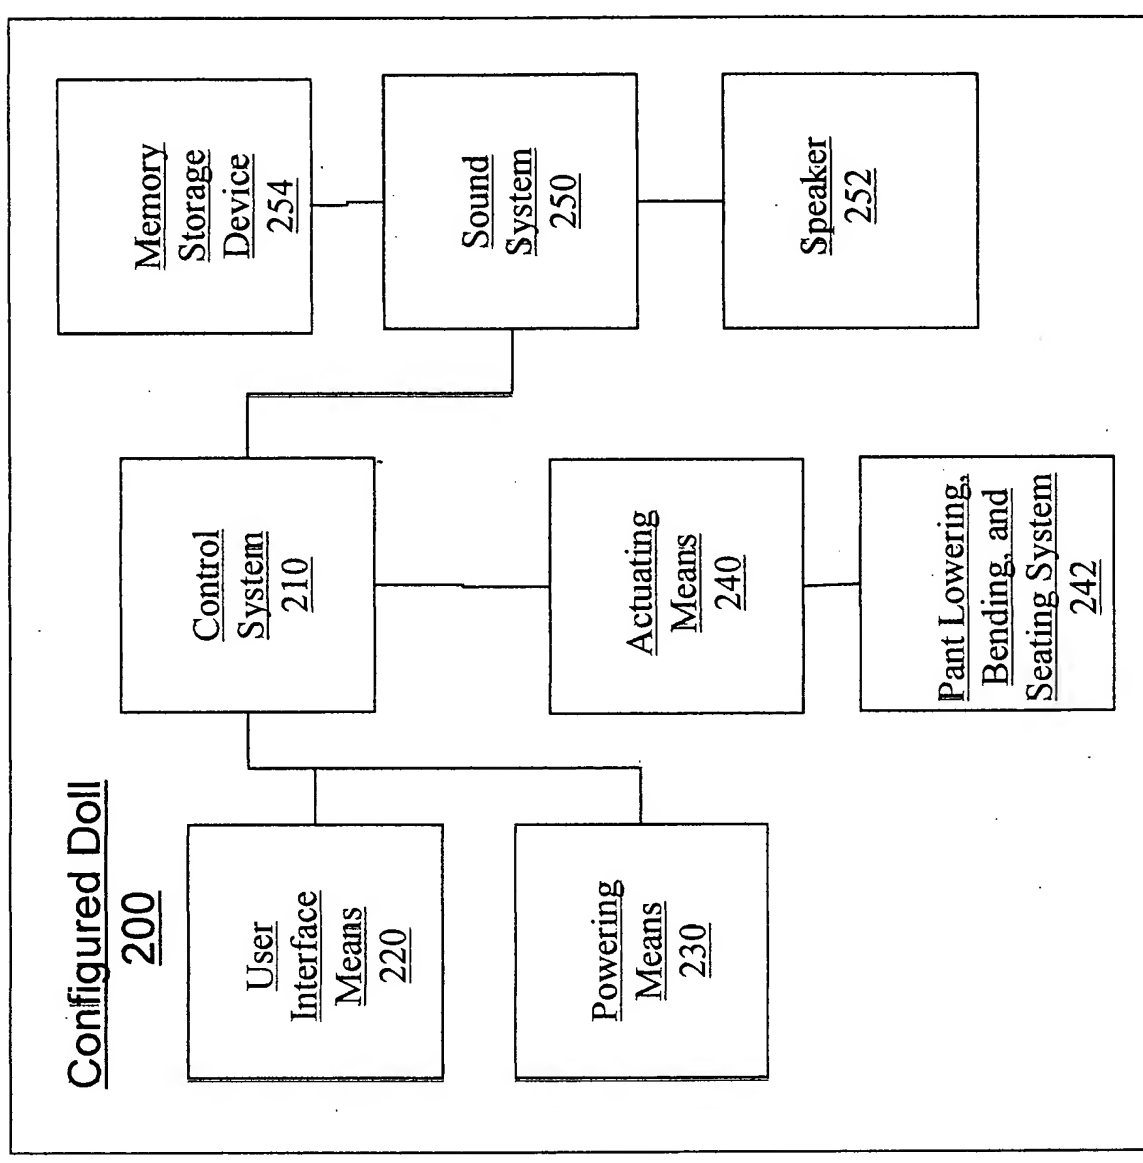 Configured Doll
200
User
Interface
Means
220
Powering
Means
230
Control
System
210
Actuating
Means
240
Pant Lowering,
Bending, and
Seating System
242
Memory
Storage
Device
254
Sound
System
250
Speaker
252